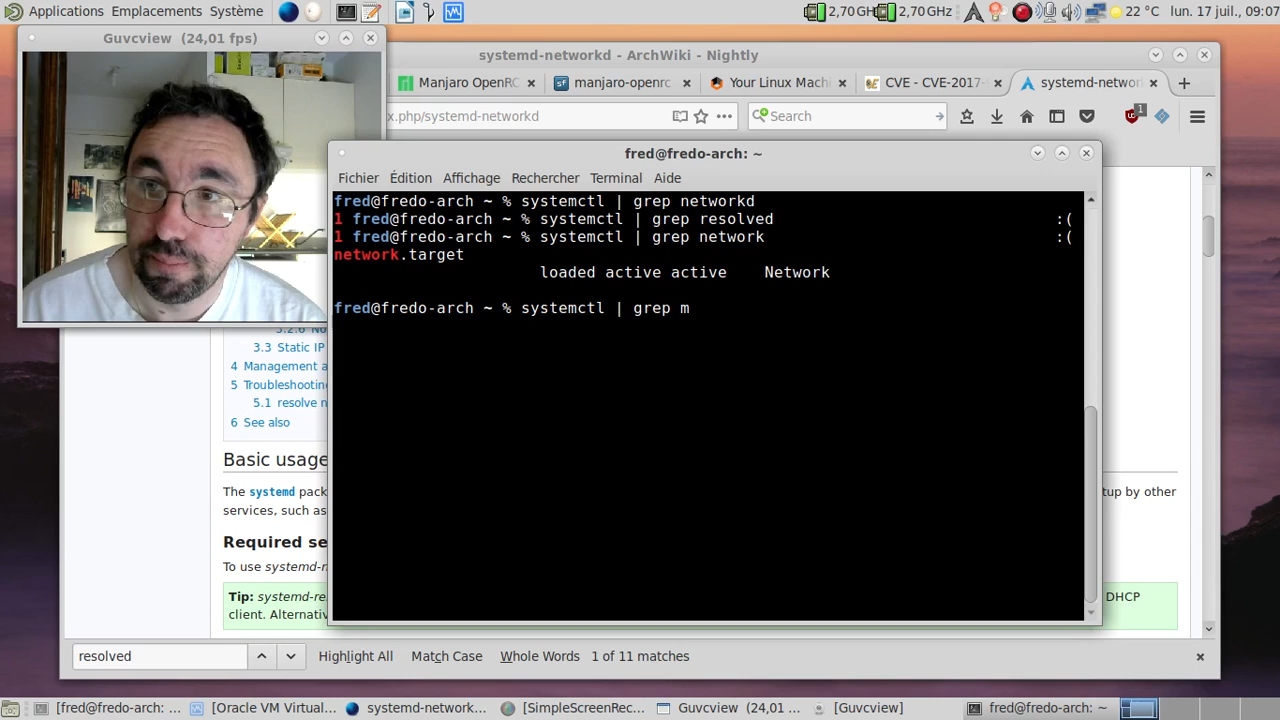 Applications Emplacements Système
2,70 GHz 2,70 GHz 22 °C lun. 17 juil., 09:07
Guvcview (24,01 fps)
systemd-networkd - ArchWiki - Nightly
Manjaro OpenRC
manjaro-openrc
Your Linux Machi
CVE - CVE-2017-
systemd-network
x.php/systemd-networkd
Search
1
fred@fredo-arch: ~
Fichier Édition Affichage Rechercher Terminal Aide
fred@fredo-arch ~ % systemctl | grep networkd
1 fred@fredo-arch ~ % systemctl | grep resolved :(
1 fred@fredo-arch ~ % systemctl | grep network :(
network.target
loaded active active Network
fred@fredo-arch ~ % systemctl | grep m
3.3 Static IP
4 Management a
5 Troubleshooting
5.1 resolve n
6 See also
Basic usage
The systemd pack
tup by other
services, such as
Required se
To use systemd-n
Tip: systemd-re
DHCP
client. Alternativ
resolved
Highlight All Match Case Whole Words 1 of 11 matches
[fred@fredo-arch: ... [Oracle VM Virtual... systemd-network... [SimpleScreenRec... Guvcview (24,01 ... [Guvcview] fred@fredo-arch: ~